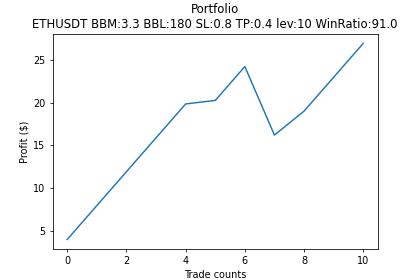 Portfolio
ETHUSDT BBM:3.3 BBL:180 SL:0.8 TP:0.4 lev:10 WinRatio:91.0
Profit ($)
25
20
15
10
5
0 2 4 6 8 10
Trade counts